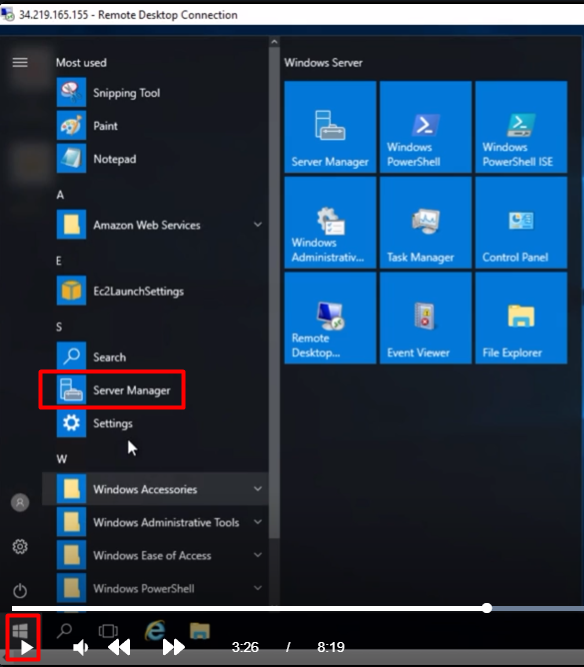 34.219.165.155 - Remote Desktop Connection
Most used
Snipping Tool
Paint
Notepad
A
Amazon Web Services
E
Ec2LaunchSettings
S
Search
Server Manager
Settings
W
Windows Accessories
Windows Administrative Tools
Windows Ease of Access
Windows PowerShell
Windows Server
Server Manager
Windows
PowerShell
Windows
PowerShell ISE
Windows
Administrativ...
Task Manager
Control Panel
Remote
Desktop...
Event Viewer
File Explorer
3:26 / 8:19